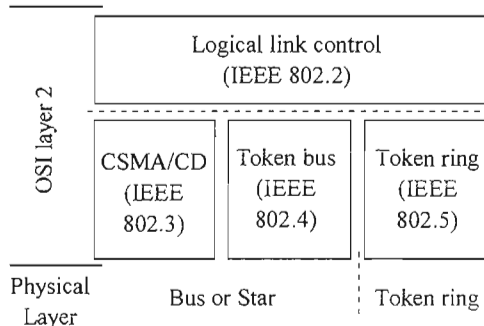 OSI layer 2
Logical link control
(IEEE 802.2)
CSMA/CD
(IEEE
802.3)
Token bus
(IEEE
802.4)
Token ring
(IEEE
802.5)
Physical
Layer
Bus or Star
Token ring